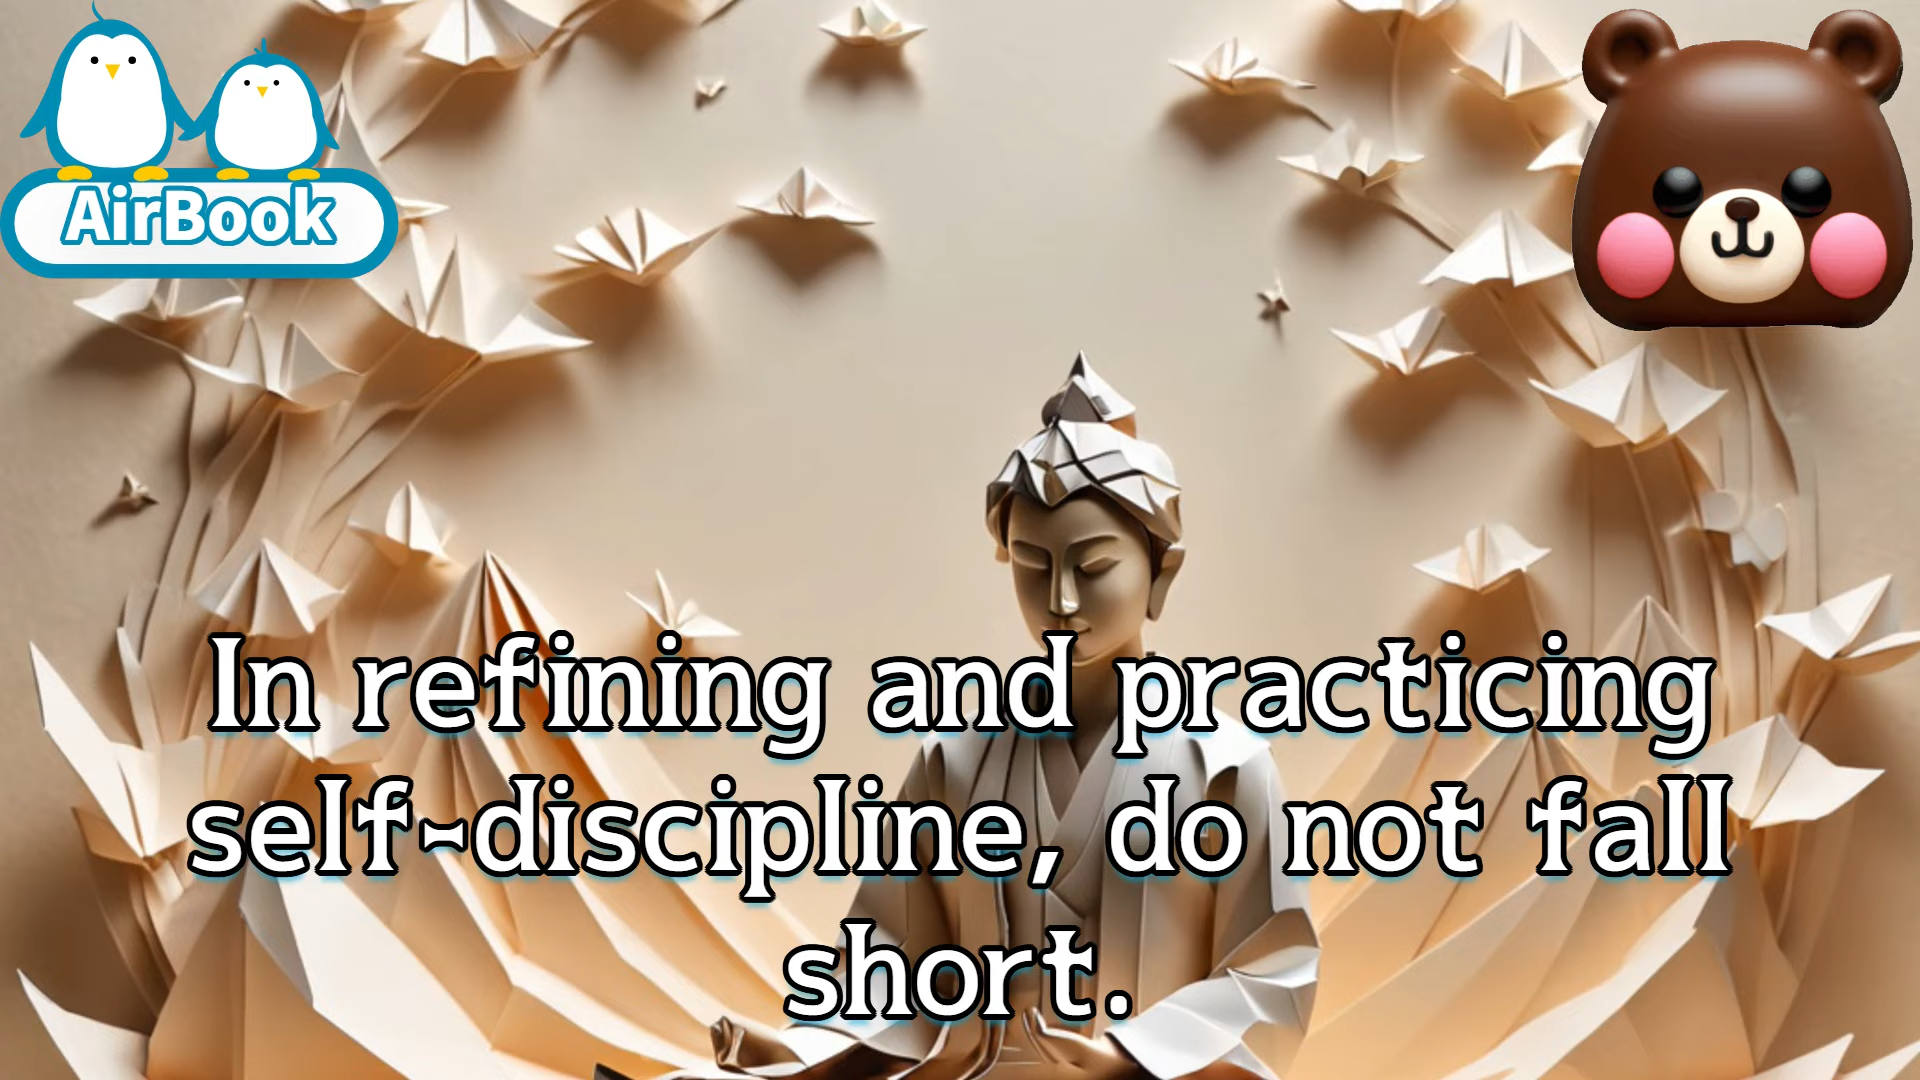 AirBook
In refining and practicing
self-discipline, do not fall
short.